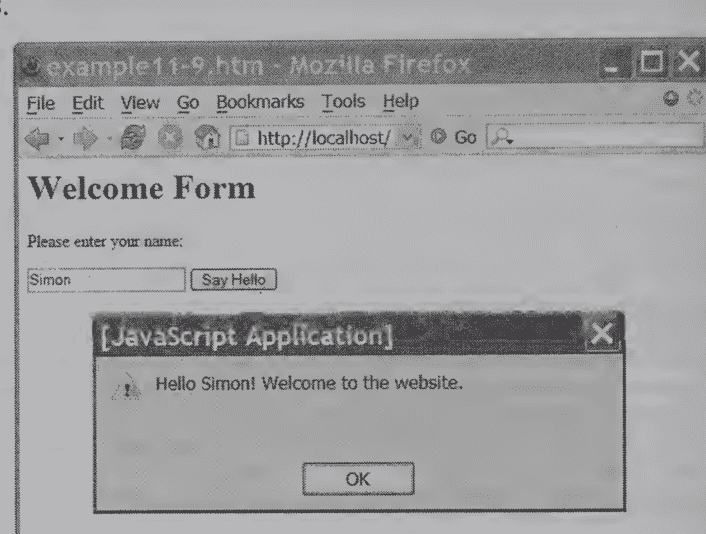 example11-9.htm - Mozilla Firefox
File Edit View Go Bookmarks Tools Help
http://localhost/ Go
Welcome Form
Please enter your name:
Simon Say Hello
[JavaScript Application]
Hello Simon! Welcome to the website.
OK